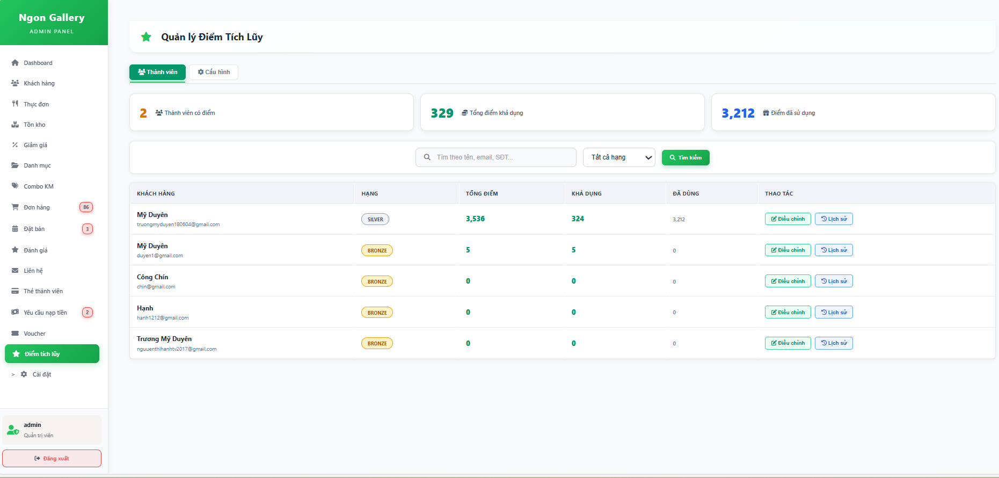 Ngon Gallery
ADMIN PANEL
Dashboard
Khách hàng
Thực đơn
Tồn kho
Giảm giá
Danh mục
Combo KM
Đơn hàng 86
Đặt bàn 3
Đánh giá
Liên hệ
Thẻ thành viên
Yêu cầu nạp tiền 2
Voucher
Điểm tích lũy
> Cài đặt
admin
Quản trị viên
Đăng xuất
Quản lý Điểm Tích Lũy
Thành viên Cấu hình
2 Thành viên có điểm 329 Tổng điểm khả dụng 3,212 Điểm đã sử dụng
Tìm theo tên, email, SĐT... Tất cả hạng Tìm kiếm
KHÁCH HÀNG HẠNG TỔNG ĐIỂM KHẢ DỤNG ĐÃ DÙNG THAO TÁC
Mỹ Duyên
truongmyduyen180604@gmail.com SILVER 3,536 324 3,212 Điều chỉnh Lịch sử
Mỹ Duyên
duyen1@gmail.com BRONZE 5 5 0 Điều chỉnh Lịch sử
Công Chín
chin@gmail.com BRONZE 0 0 0 Điều chỉnh Lịch sử
Hạnh
hanh1212@gmail.com BRONZE 0 0 0 Điều chỉnh Lịch sử
Trương Mỹ Duyên
nguuenthihanhtv2017@gmail.com BRONZE 0 0 0 Điều chỉnh Lịch sử